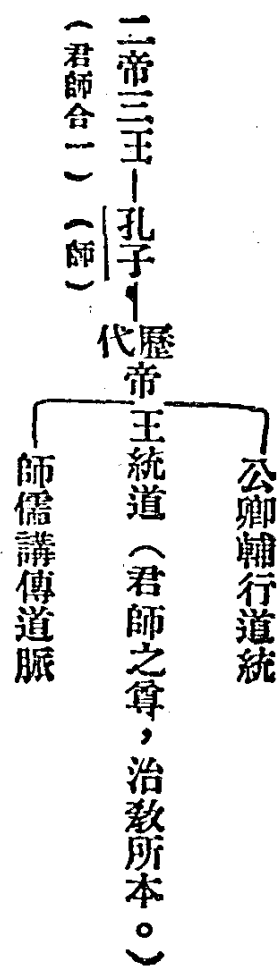 二帝三王—孔子—
(君師合一) (師)
歷代
帝王統道(君師之尊,治敎所本。)
公卿輔行道統
師儒講傳道脈